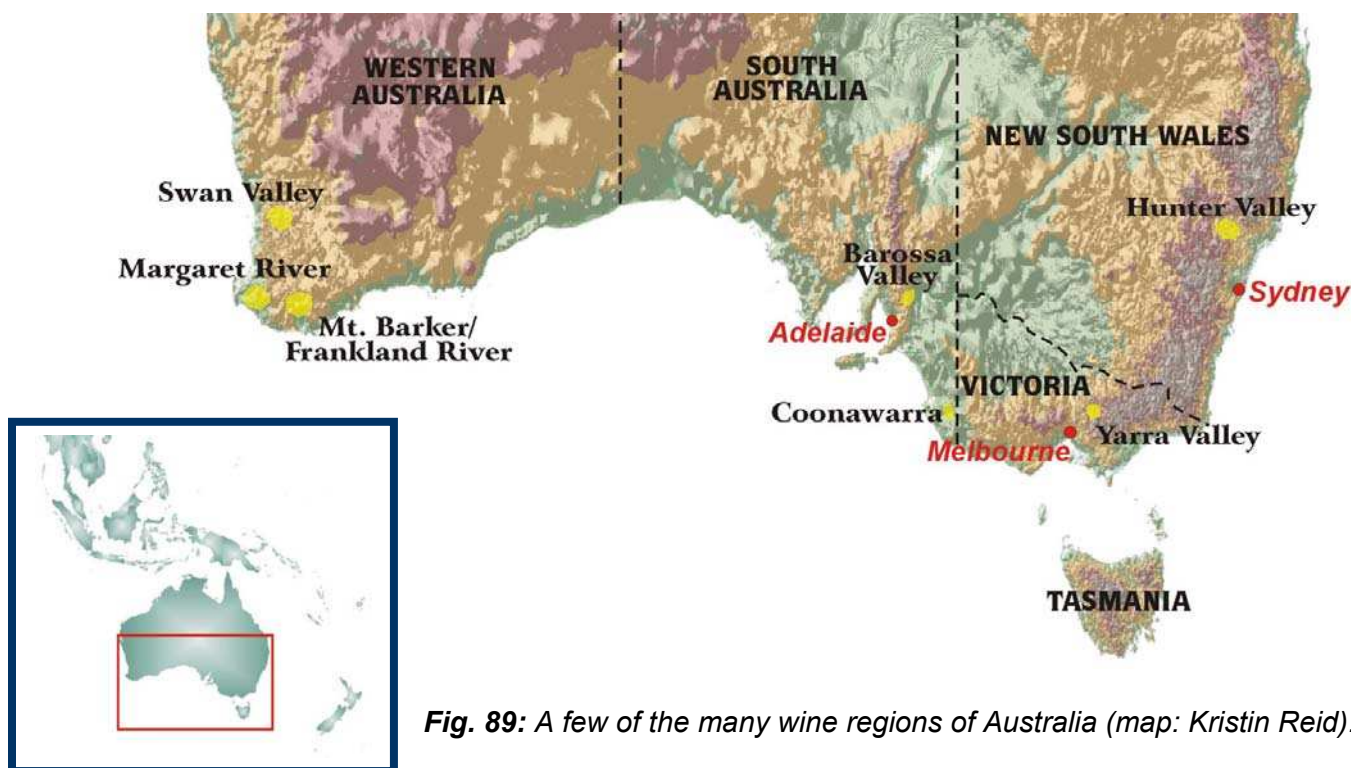 WESTERN
AUSTRALIA
SOUTH
AUSTRALIA
NEW SOUTH WALES
Swan Valley
Hunter Valley
Margaret River
Barossa
Valley
Sydney
Mt. Barker/
Frankland River
Adelaide
VICTORIA
Coonawarra
Yarra Valley
Melbourne
TASMANIA
Fig. 89: A few of the many wine regions of Australia (map: Kristin Reid).